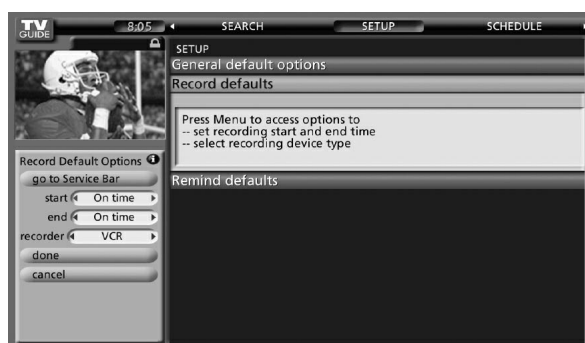 TV
GUIDE
8:05
SEARCH
SETUP
SCHEDULE
SETUP
General default options
Record defaults
Press Menu to access options to
-- set recording start and end time
-- select recording device type
Remind defaults
Record Default Options
go to Service Bar
start On time
end On time
recorder VCR
done
cancel